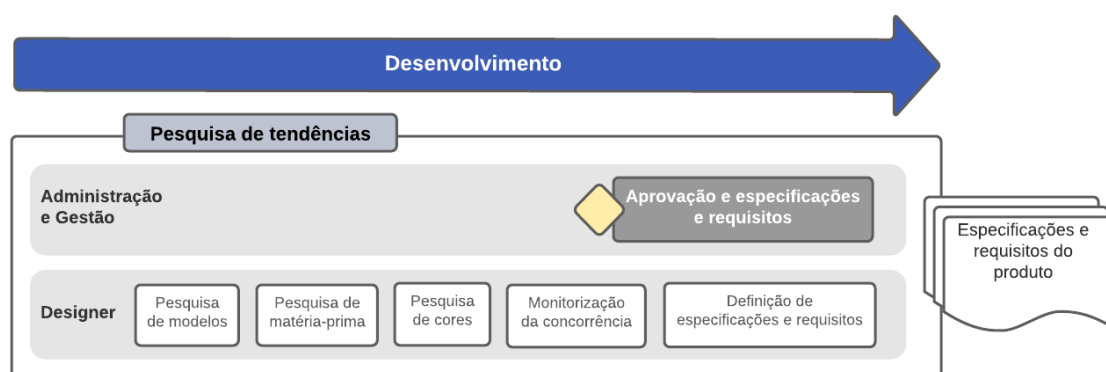 Desenvolvimento
Pesquisa de tendências
Administração
e Gestão
Aprovação e especificações
e requisitos
Especificações e
requisitos do
produto
Designer
Pesquisa
de modelos
Pesquisa de
matéria-prima
Pesquisa
de cores
Monitorização
da concorrência
Definição de
especificações e requisitos